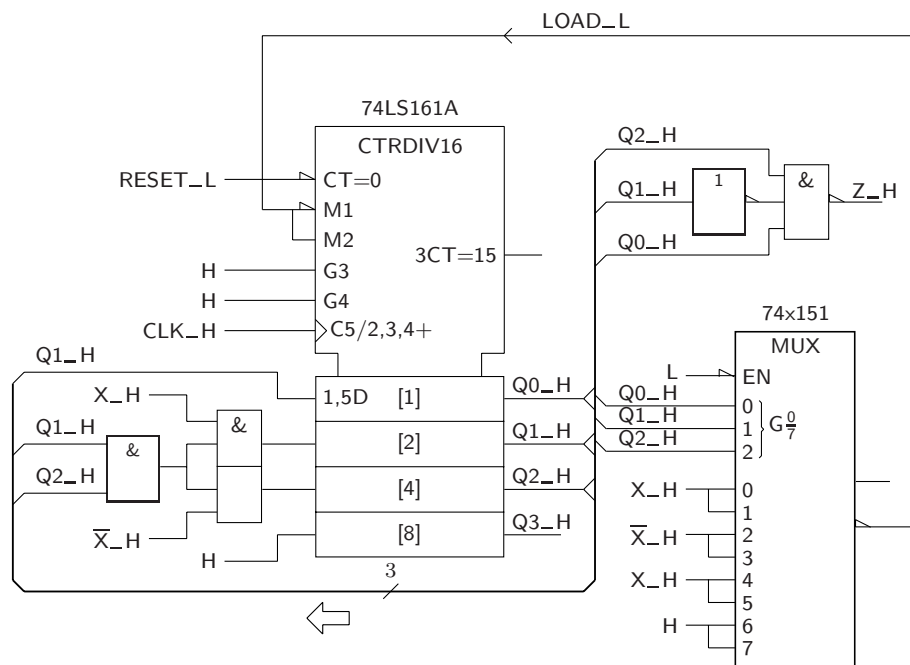 LOAD_L
74LS161A
CTRDIV16
RESET_L
CT=0
M1
M2
3CT=15
H
G3
H
G4
CLK_H
C5/2,3,4+
Q2_H
Q1_H
1
&
Z_H
Q0_H
74x151
MUX
L
EN
Q0_H
0
Q1_H
1
Q2_H
2
G0/7
X_H
0
1
X̅_H
2
3
X_H
4
5
H
6
7
Q1_H
1,5D
[1]
Q0_H
X_H
&
Q1_H
&
[2]
Q1_H
Q2_H
[4]
Q2_H
X̅_H
[8]
Q3_H
H
3